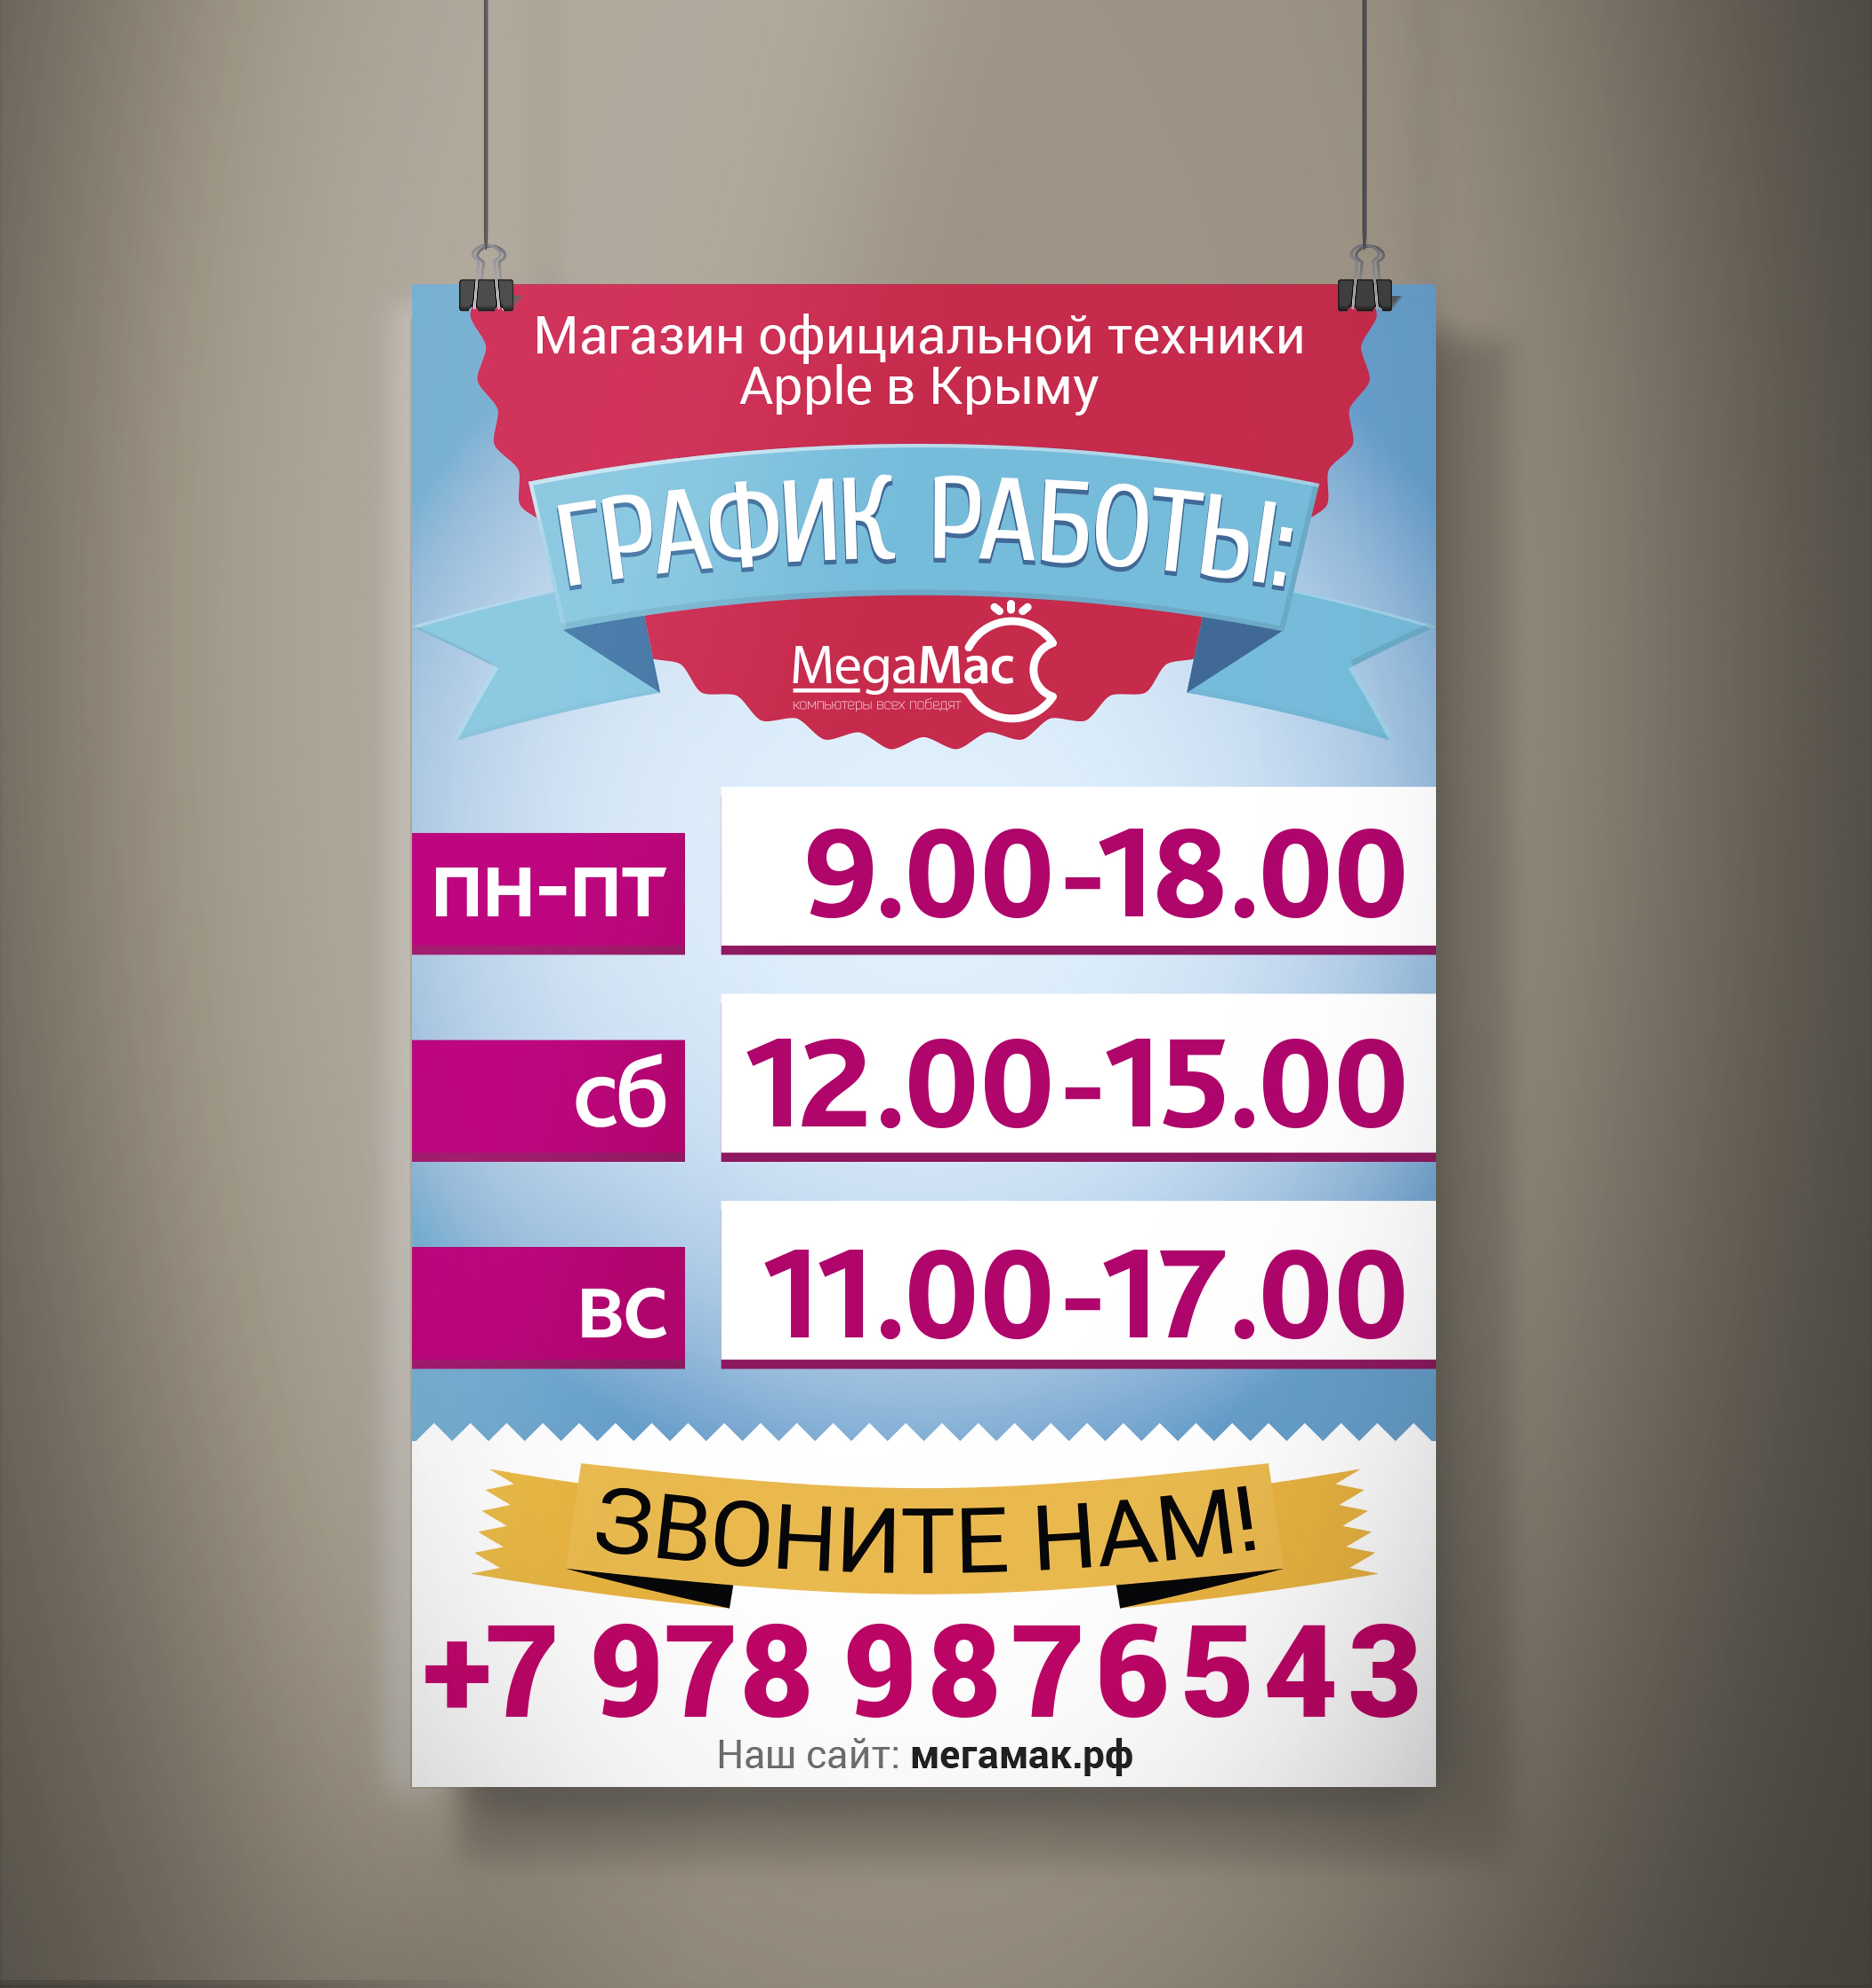 Магазин официальной техники
Apple в Крыму
ГРАФИК РАБОТЫ:
MegaMac
компьютеры всех победят
пн-пт
9.00-18.00
сб
12.00-15.00
вс
11.00-17.00
ЗВОНИТЕ НАМ!
+7 978 9876543
Наш сайт: мегамак.рф